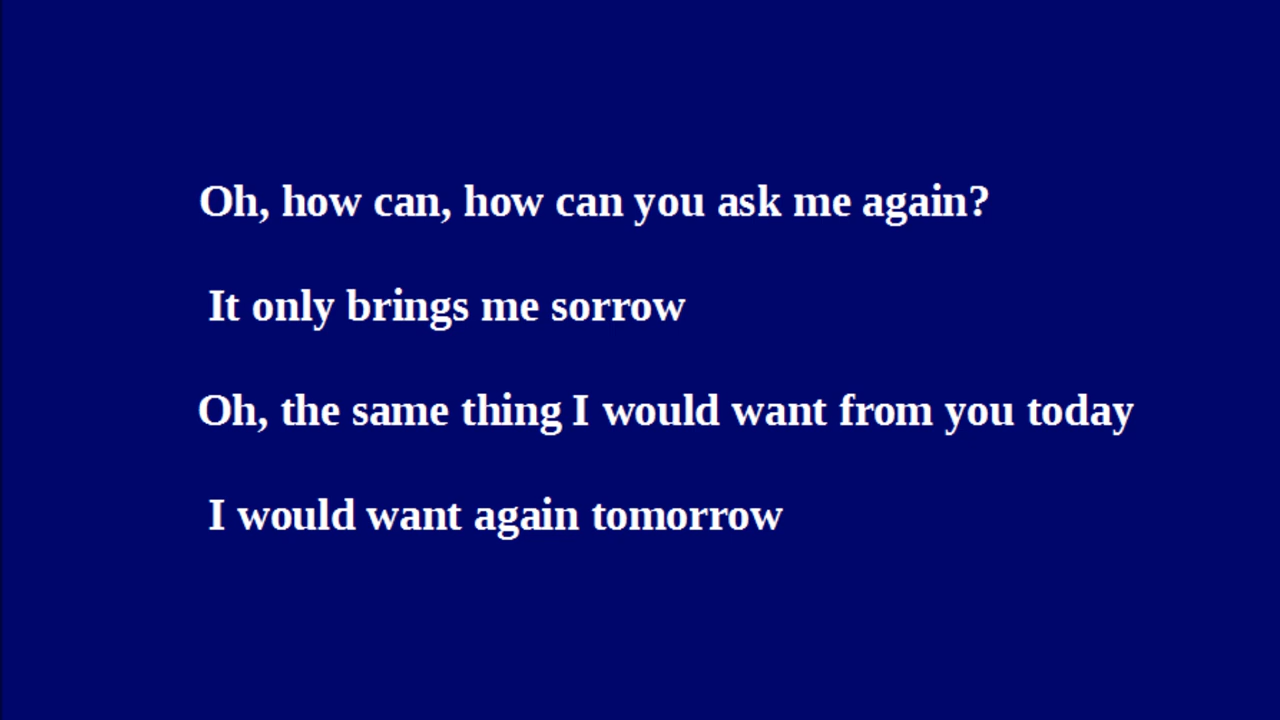 Oh, how can, how can you ask me again?
It only brings me sorrow
Oh, the same thing I would want from you today
I would want again tomorrow